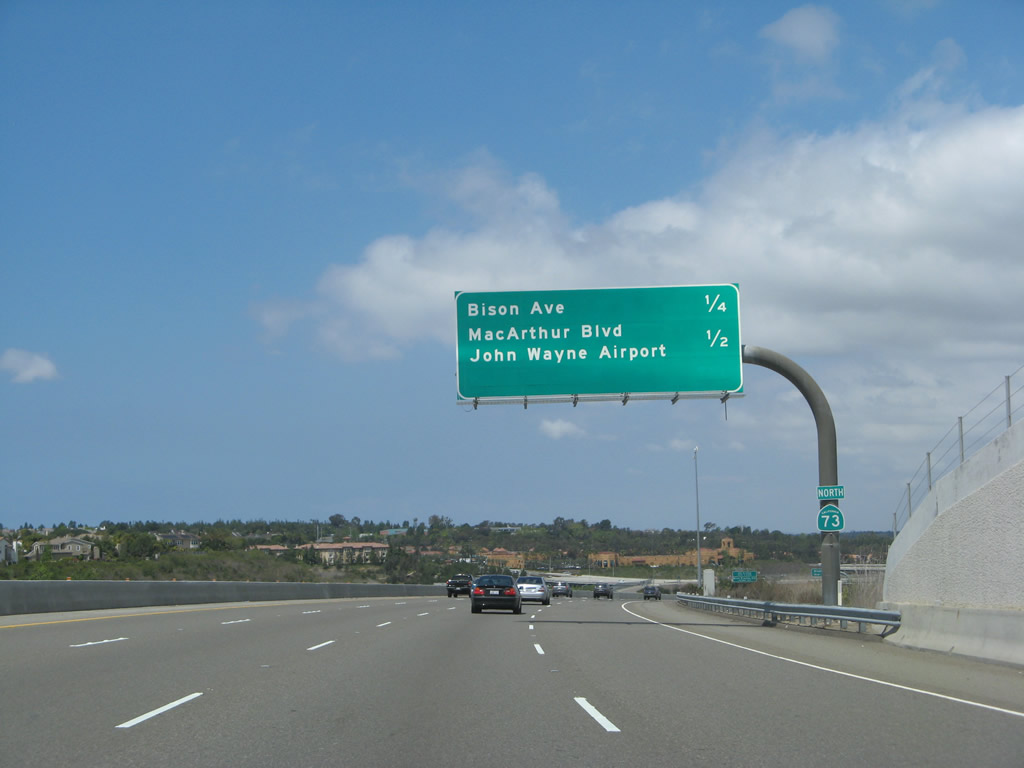 Bison Ave 1/4
MacArthur Blvd 1/2
John Wayne Airport
NORTH
73